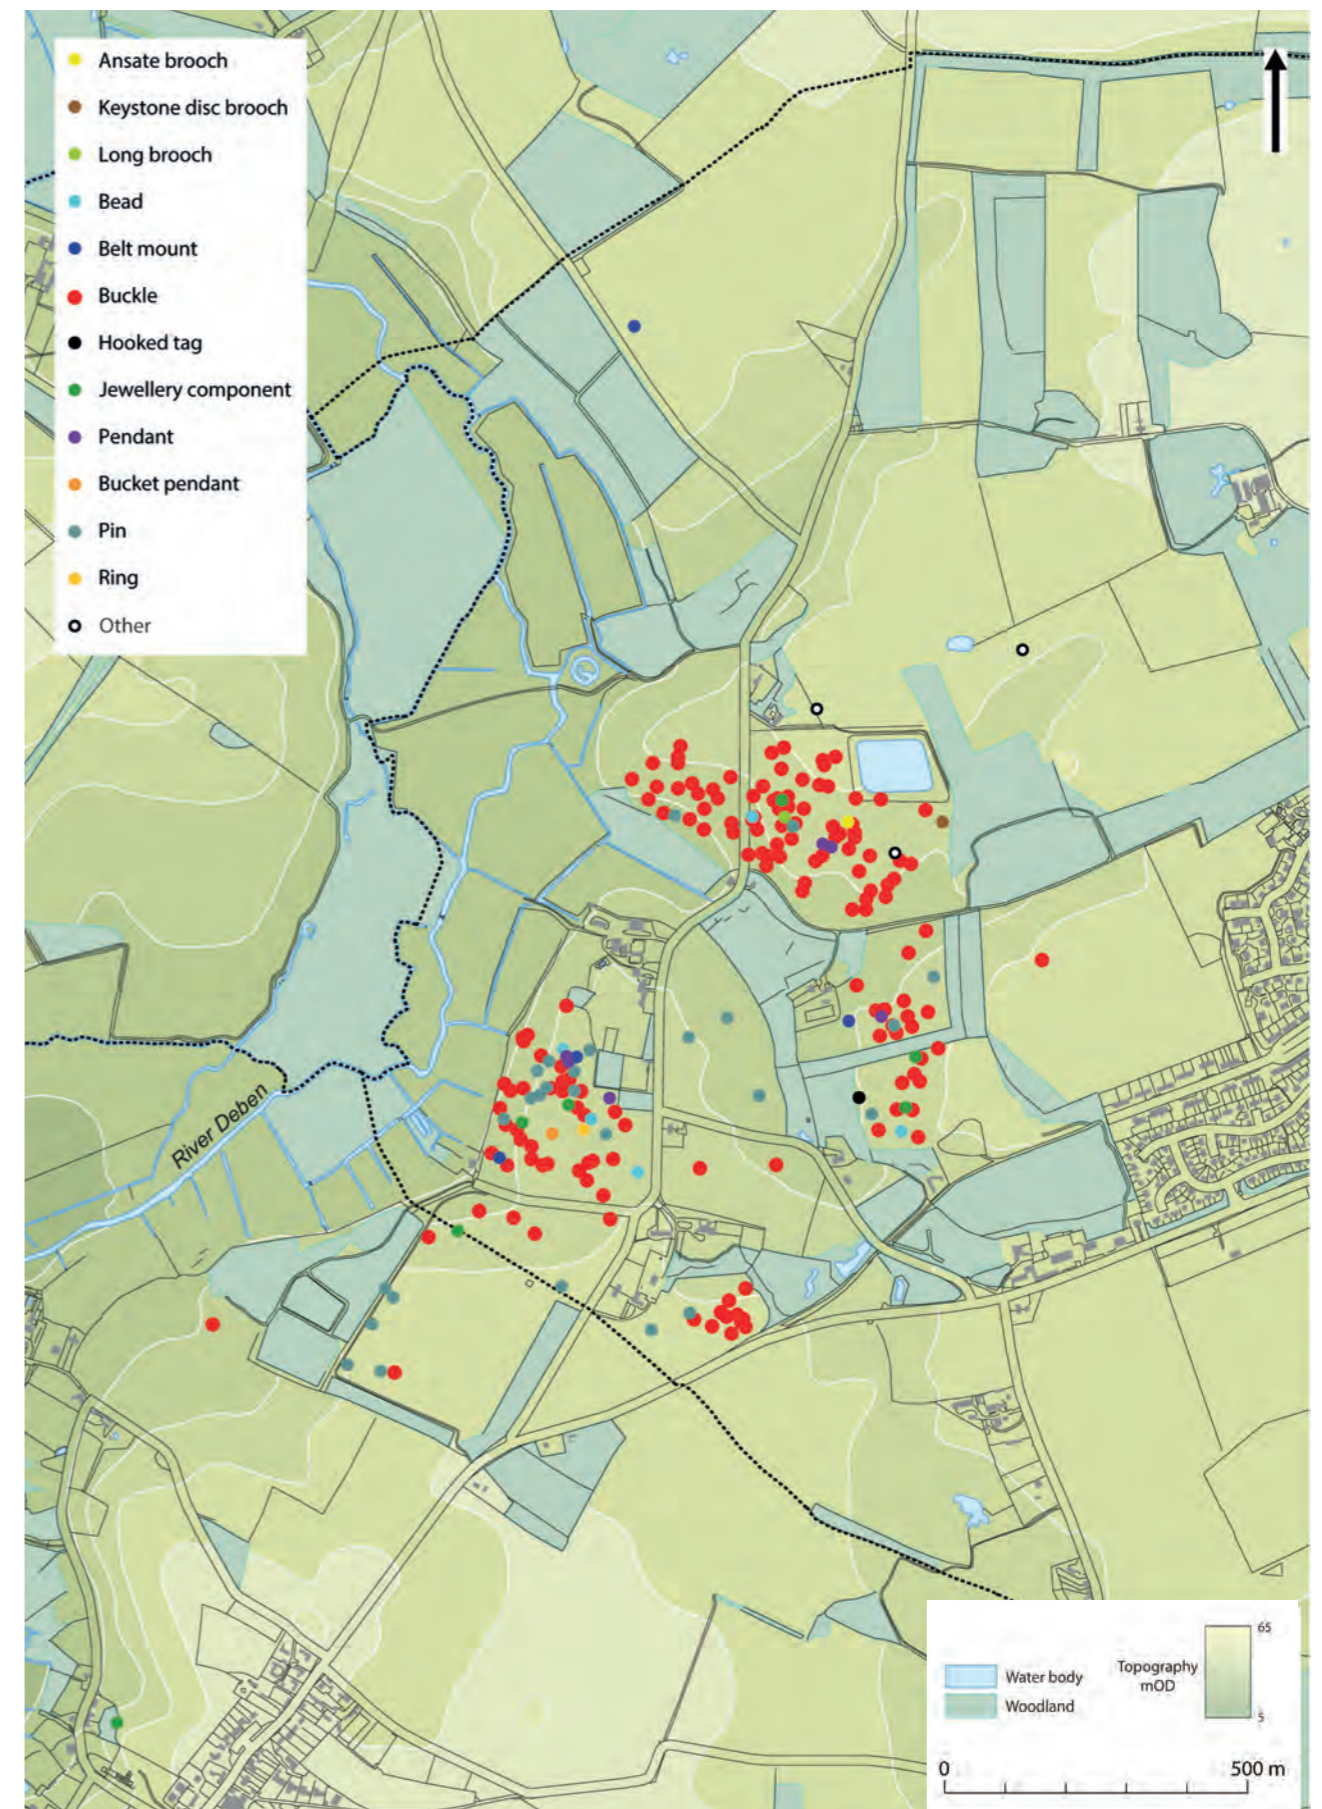 Ansate brooch
Keystone disc brooch
Long brooch
Bead
Belt mount
Buckle
Hooked tag
Jewellery component
Pendant
Bucket pendant
Pin
Ring
Other
River Deben
Water body
Woodland
Topography
mOD
65
5
0
500 m